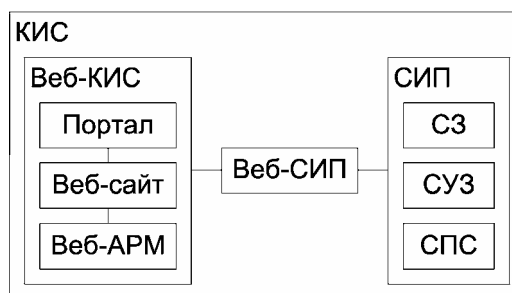 КИС
Веб-КИС
Портал
Веб-сайт
Веб-АРМ
Веб-СИП
СИП
СЗ
СУЗ
СПС